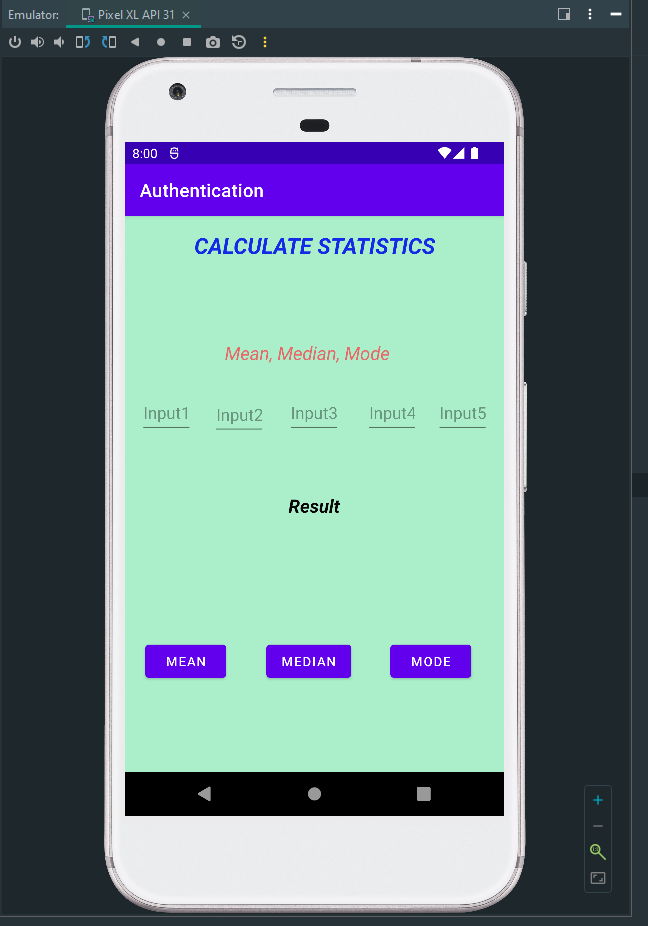 Emulator: Pixel XL API 31
8:00
Authentication
CALCULATE STATISTICS
Mean, Median, Mode
Input1 Input2 Input3 Input4 Input5
Result
MEAN MEDIAN MODE